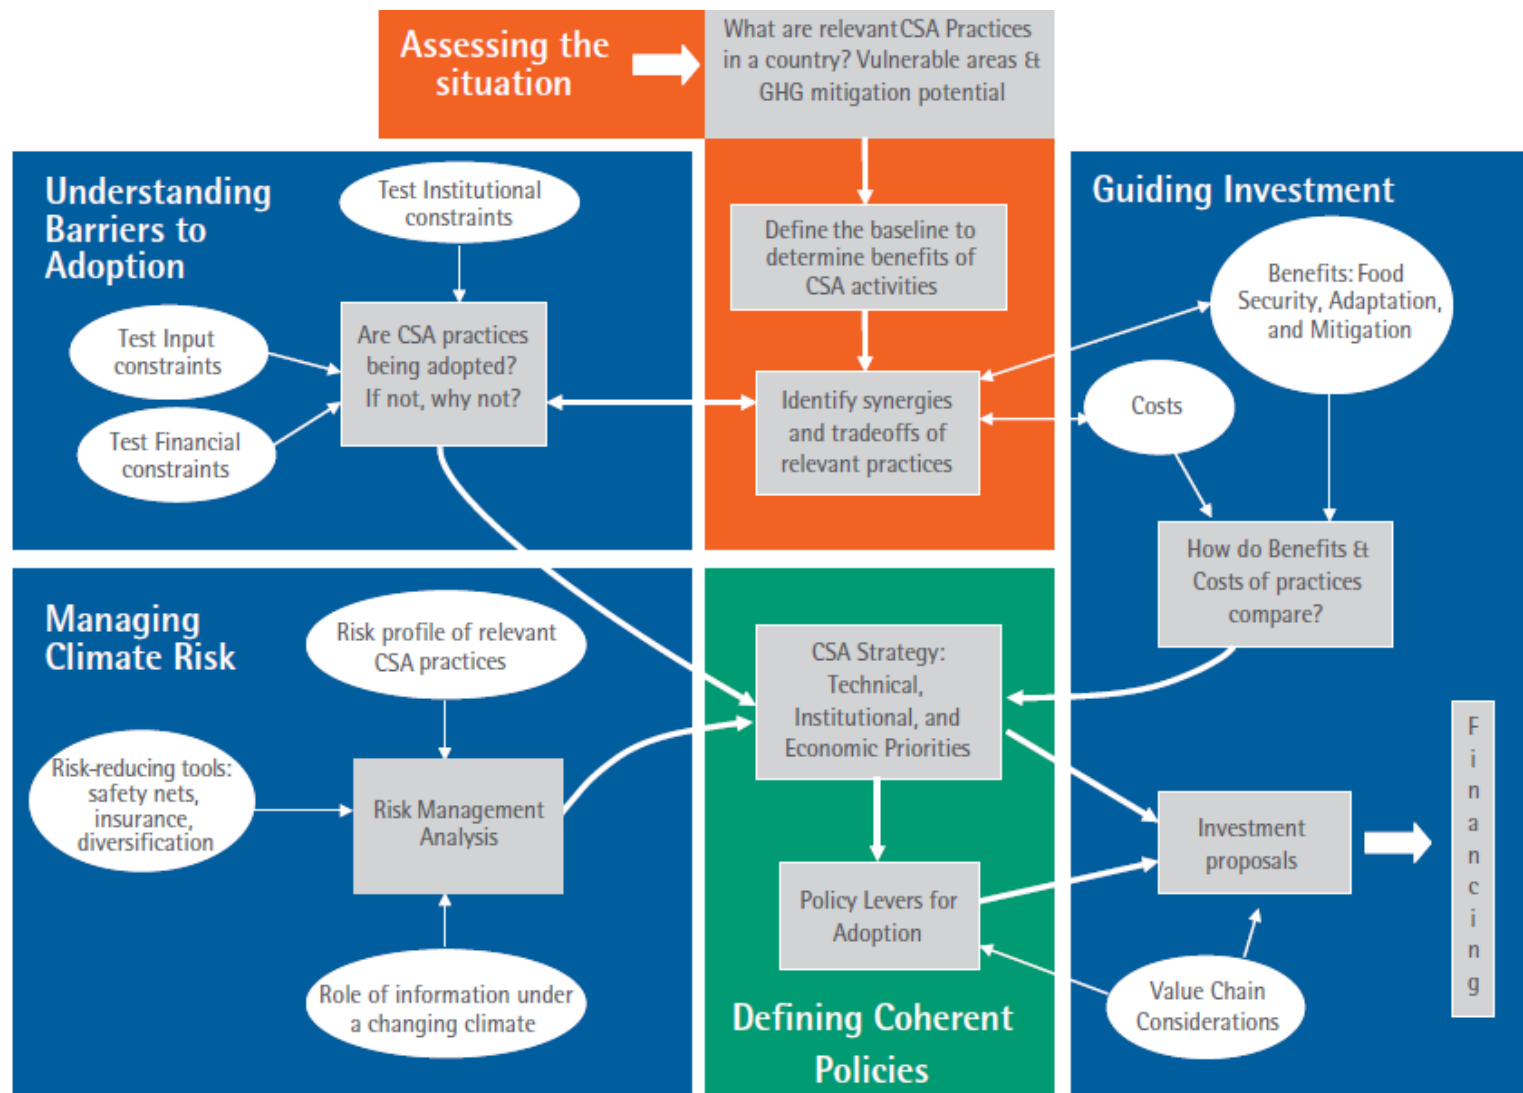 Assessing the
situation
What are relevant CSA Practices
in a country? Vulnerable areas &
GHG mitigation potential
Define the baseline to
determine benefits of
CSA activities
Identify synergies
and tradeoffs of
relevant practices
Understanding
Barriers to
Adoption
Test Institutional
constraints
Test Input
constraints
Test Financial
constraints
Are CSA practices
being adopted?
If not, why not?
Guiding Investment
Benefits: Food
Security, Adaptation,
and Mitigation
Costs
How do Benefits &
Costs of practices
compare?
Managing
Climate Risk
Risk profile of relevant
CSA practices
Risk-reducing tools:
safety nets,
insurance,
diversification
Risk Management
Analysis
Role of information under
a changing climate
CSA Strategy:
Technical,
Institutional, and
Economic Priorities
Policy Levers for
Adoption
Defining Coherent
Policies
Investment
proposals
Value Chain
Considerations
Financing